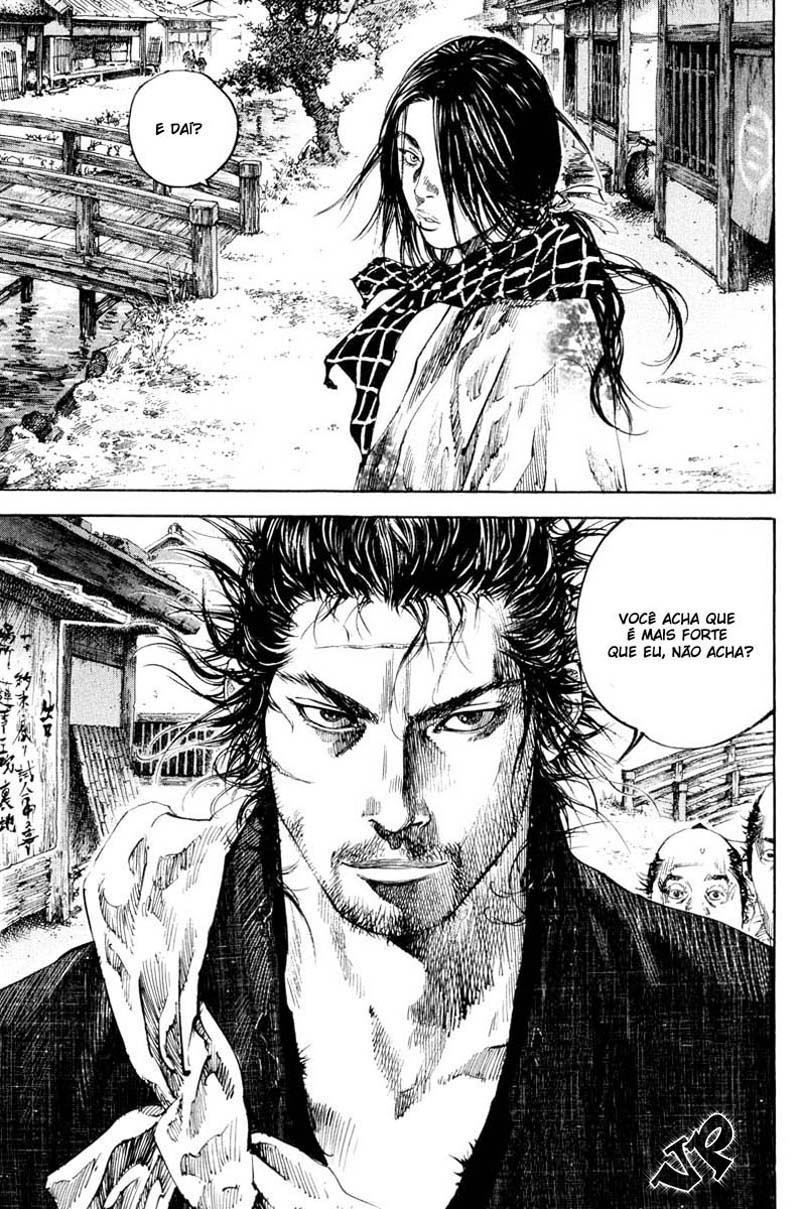 E DAÍ?
VOCÊ ACHA QUE
É MAIS FORTE
QUE EU, NÃO ACHA?
VP